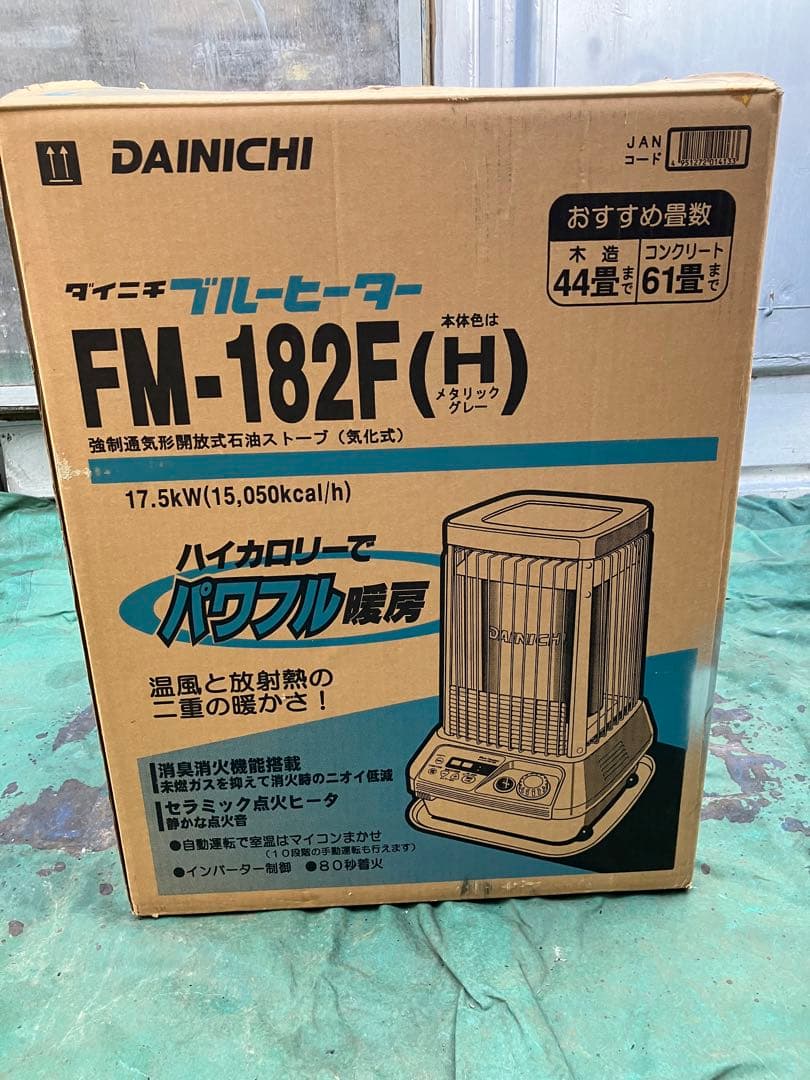 DAINICHI
JAN
コード
4951272014133
おすすめ畳数
木造 コンクリート
44畳まで 61畳まで
ダイニチ ブルーヒーター
本体色は
FM-182F(H)
メタリック
グレー
強制通気形開放式石油ストーブ（気化式）
17.5kW(15,050kcal/h)
ハイカロリーで
パワフル暖房
DAINICHI
温風と放射熱の
二重の暖かさ！
消臭消火機能搭載
未燃ガスを抑えて消火時のニオイ低減
セラミック点火ヒータ
静かな点火音
●自動運転で室温はマイコンまかせ
（１０段階の手動運転も行えます）
●インバーター制御 ●８０秒着火